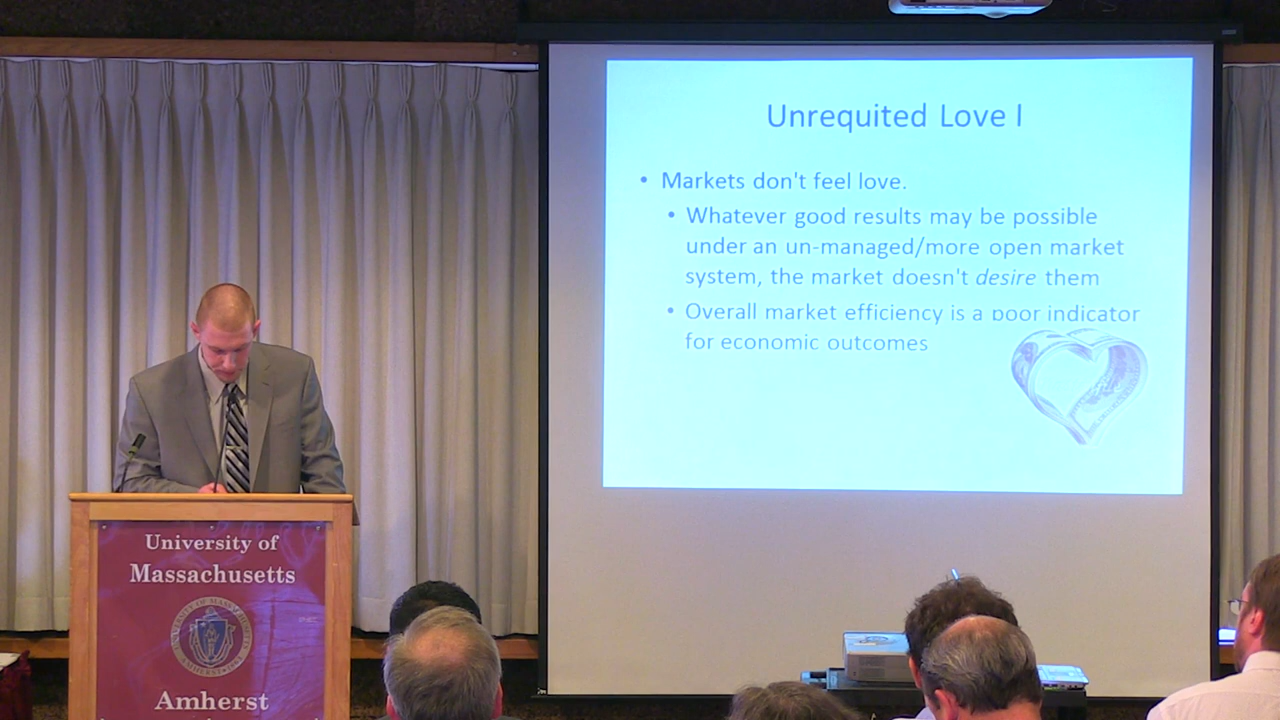 Unrequited Love I
• Markets don't feel love.
• Whatever good results may be possible
under an un-managed/more open market
system, the market doesn't desire them
• Overall market efficiency is a poor indicator
for economic outcomes
University of
Massachusetts
Amherst